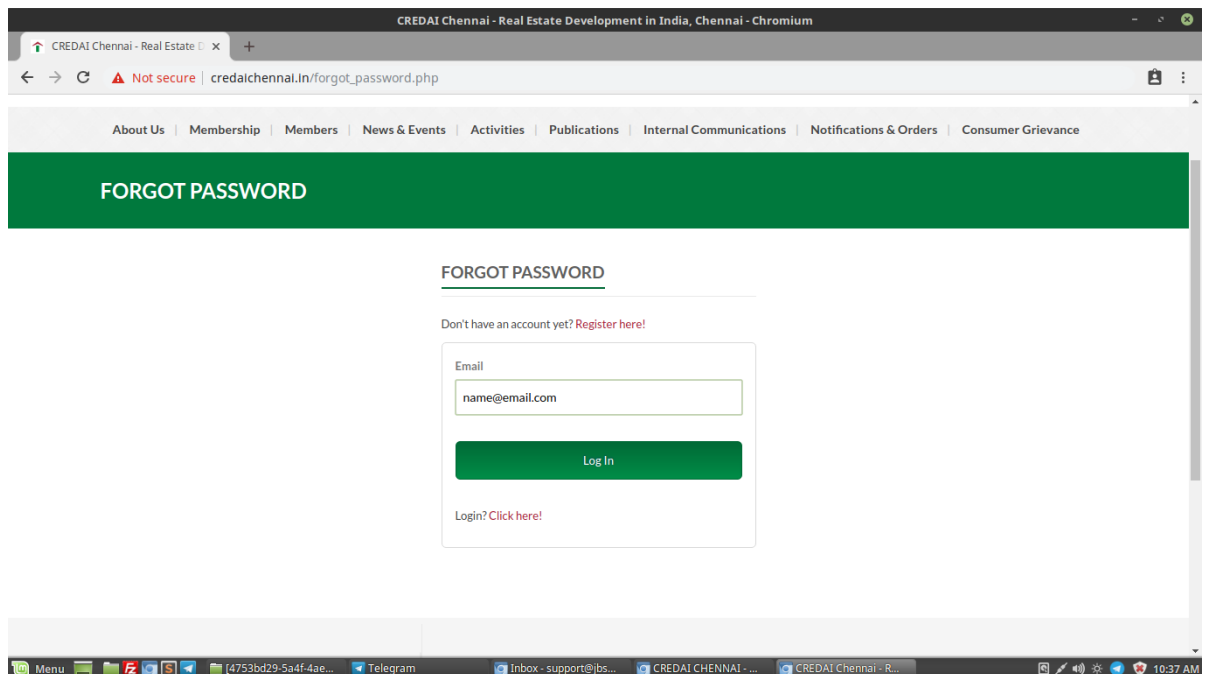 CREDAI Chennai - Real Estate Development in India, Chennai - Chromium
CREDAI Chennai - Real Estate D
Not secure | credaichennai.in/forgot_password.php
About Us | Membership | Members | News & Events | Activities | Publications | Internal Communications | Notifications & Orders | Consumer Grievance
FORGOT PASSWORD
FORGOT PASSWORD
Don't have an account yet? Register here!
Email
name@email.com
Log In
Login? Click here!
Menu [4753bd29-5a4f-4ae... Telegram Inbox - support@jbs... CREDAI CHENNAI - ... CREDAI Chennai - R... 10:37 AM